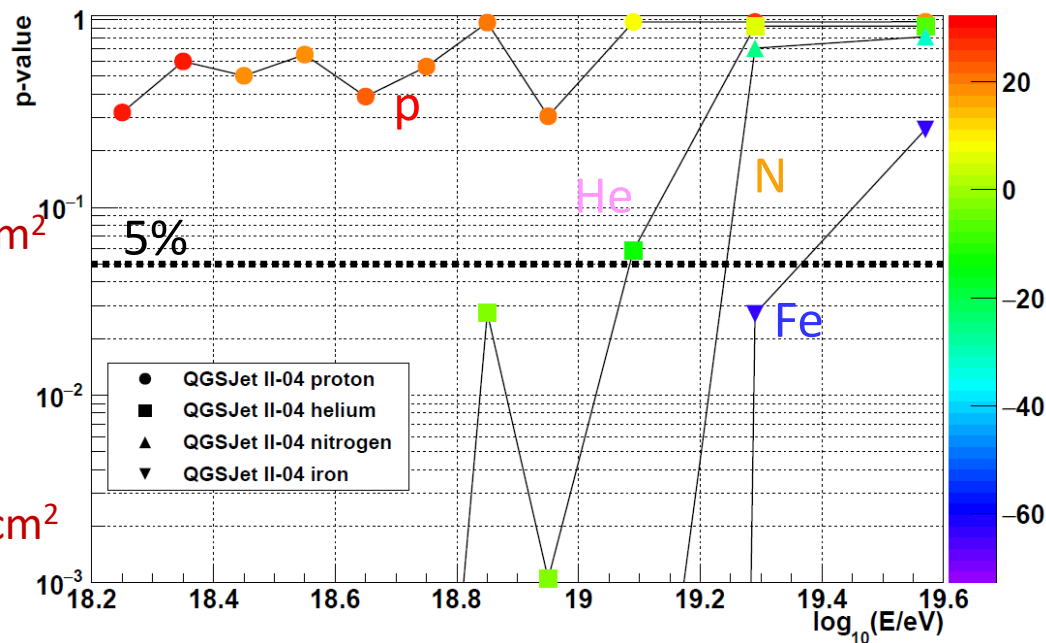 p-value
1
10⁻¹
10⁻²
10⁻³
m²
cm²
5%
p
He
N
Fe
QGSJet II-04 proton
QGSJet II-04 helium
QGSJet II-04 nitrogen
QGSJet II-04 iron
18.2 18.4 18.6 18.8 19 19.2 19.4 19.6
log₁₀(E/eV)
20
0
−20
−40
−60